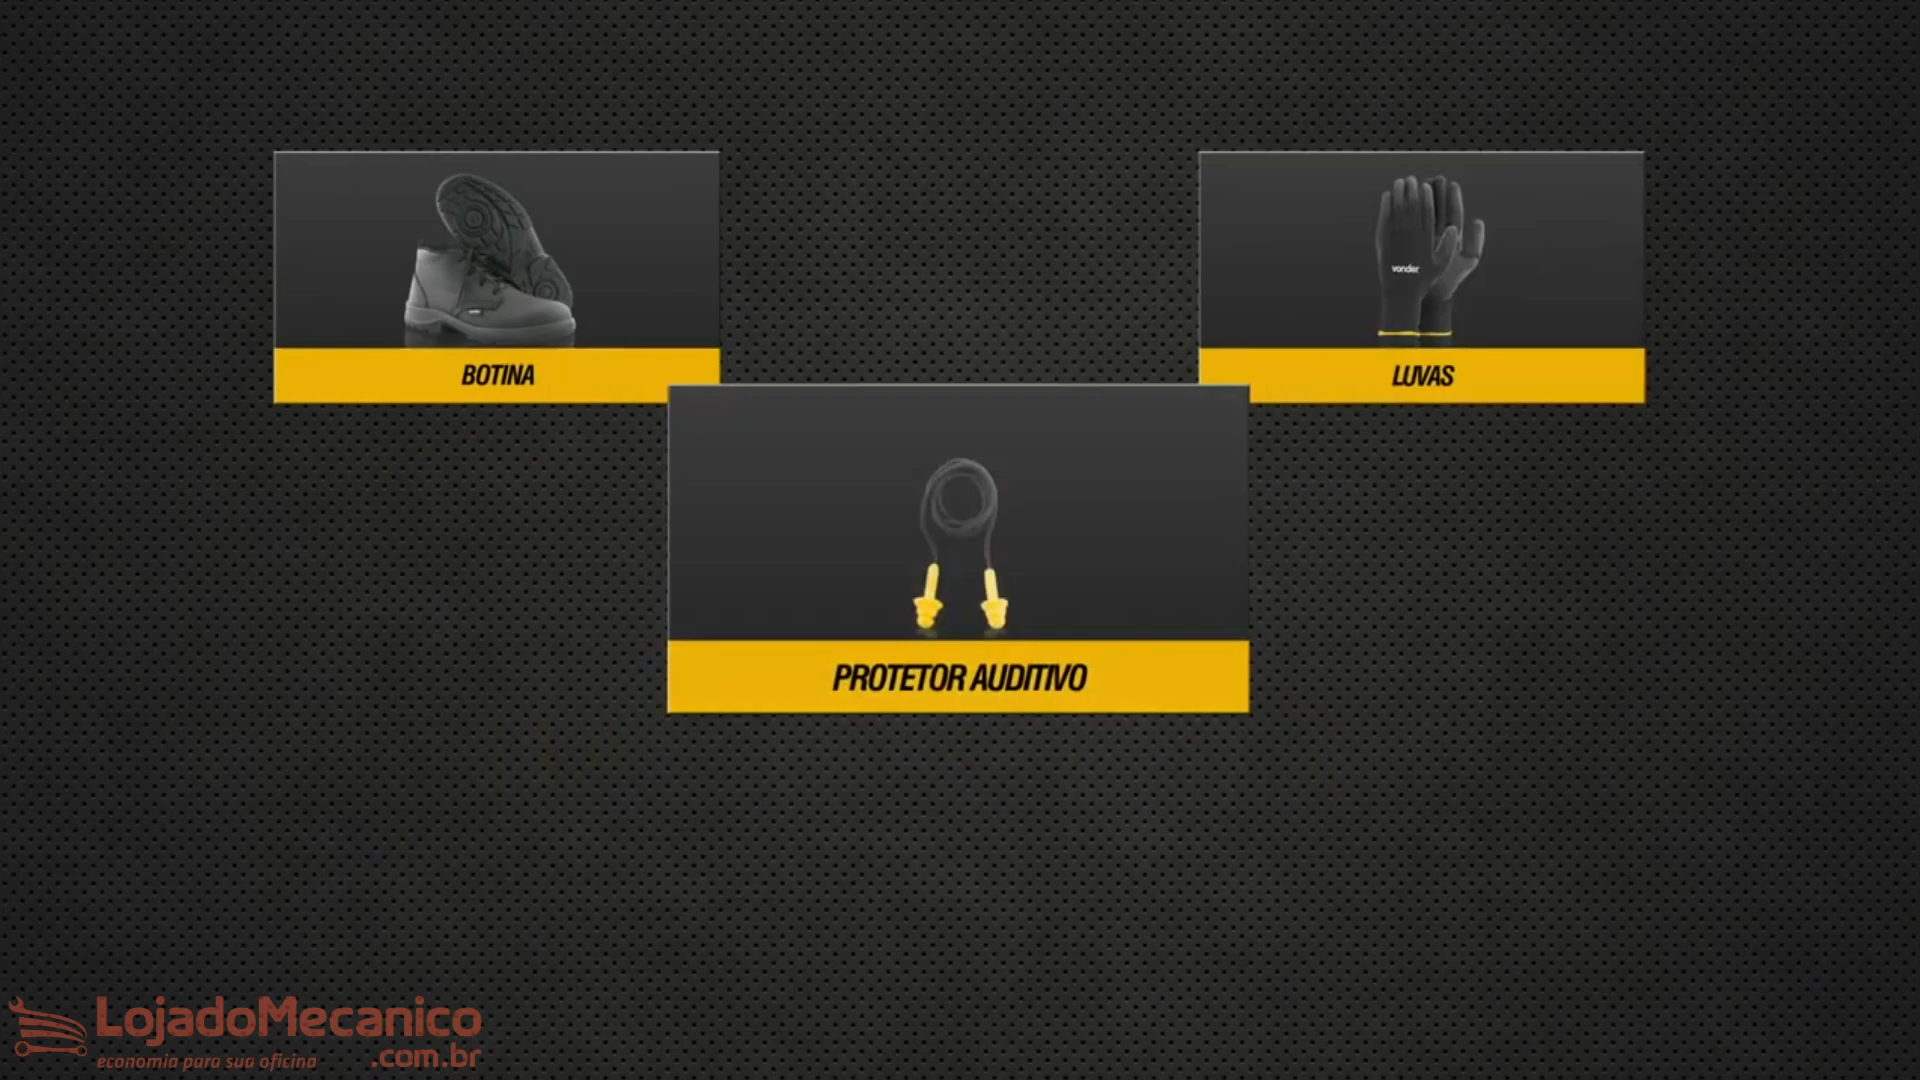 BOTINA
vonder
LUVAS
PROTETOR AUDITIVO
LojadoMecanico
economia para sua oficina
.com.br